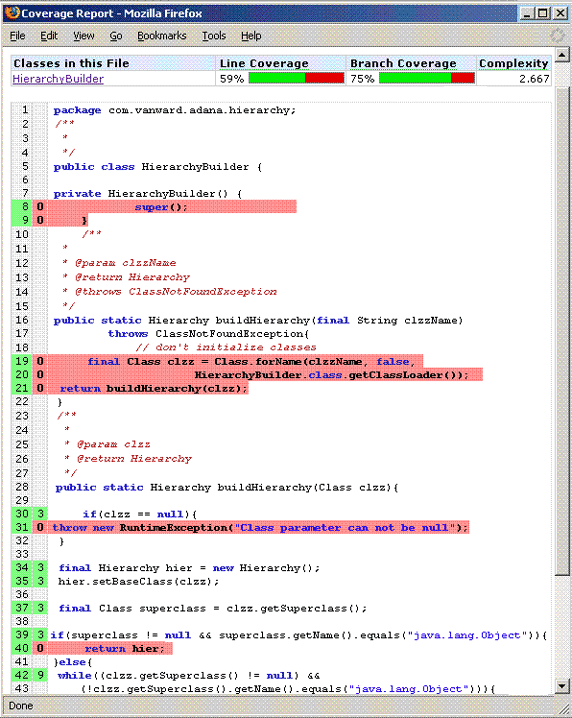 Coverage Report - Mozilla Firefox
File Edit View Go Bookmarks Tools Help
Classes in this File Line Coverage Branch Coverage Complexity
HierarchyBuilder 59% 75% 2.667
1 package com.vanward.adana.hierarchy;
2 /**
3 *
4 */
5 public class HierarchyBuilder {
6
7 private HierarchyBuilder() {
8 0 super();
9 0 }
10 /**
11 *
12 * @param clzzName
13 * @return Hierarchy
14 * @throws ClassNotFoundException
15 */
16 public static Hierarchy buildHierarchy(final String clzzName)
17 throws ClassNotFoundException{
18 // don't initialize classes
19 0 final Class clzz = Class.forName(clzzName, false,
20 0 HierarchyBuilder.class.getClassLoader());
21 0 return buildHierarchy(clzz);
22 }
23 /**
24 *
25 * @param clzz
26 * @return Hierarchy
27 */
28 public static Hierarchy buildHierarchy(Class clzz){
29
30 3 if(clzz == null){
31 0 throw new RuntimeException("Class parameter can not be null");
32 }
33
34 3 final Hierarchy hier = new Hierarchy();
35 3 hier.setBaseClass(clzz);
36
37 3 final Class superclass = clzz.getSuperclass();
38
39 3 if(superclass != null && superclass.getName().equals("java.lang.Object")){
40 0 return hier;
41 }else{
42 9 while((clzz.getSuperclass() != null) &&
43 (!clzz.getSuperclass().getName().equals("java.lang.Object"))){
Done